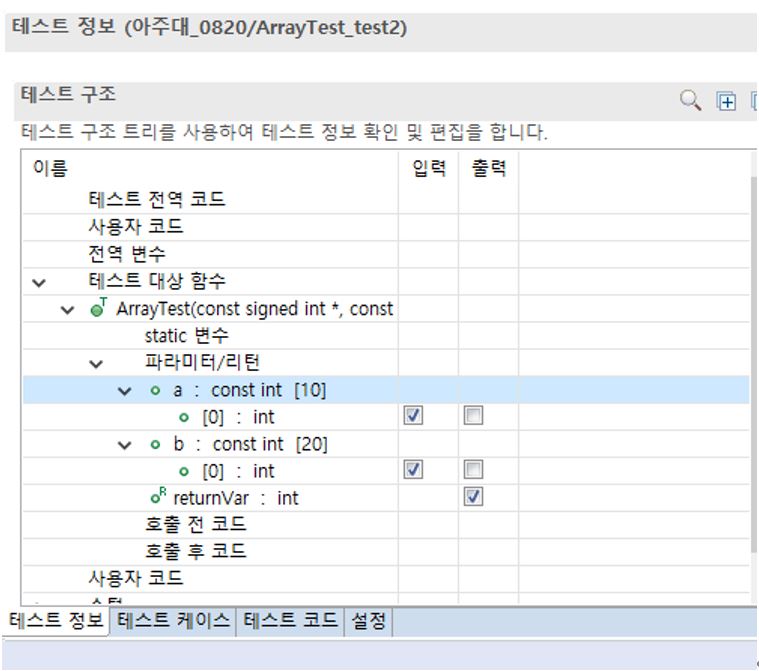 테스트 정보 (아주대_0820/ArrayTest_test2)
테스트 구조
테스트 구조 트리를 사용하여 테스트 정보 확인 및 편집을 합니다.
이름 입력 출력
테스트 전역 코드
사용자 코드
전역 변수
테스트 대상 함수
T ArrayTest(const signed int *, const
static 변수
파라미터/리턴
a : const int [10]
[0] : int
b : const int [20]
[0] : int
R returnVar : int
호출 전 코드
호출 후 코드
사용자 코드
테스트 정보 테스트 케이스 테스트 코드 설정